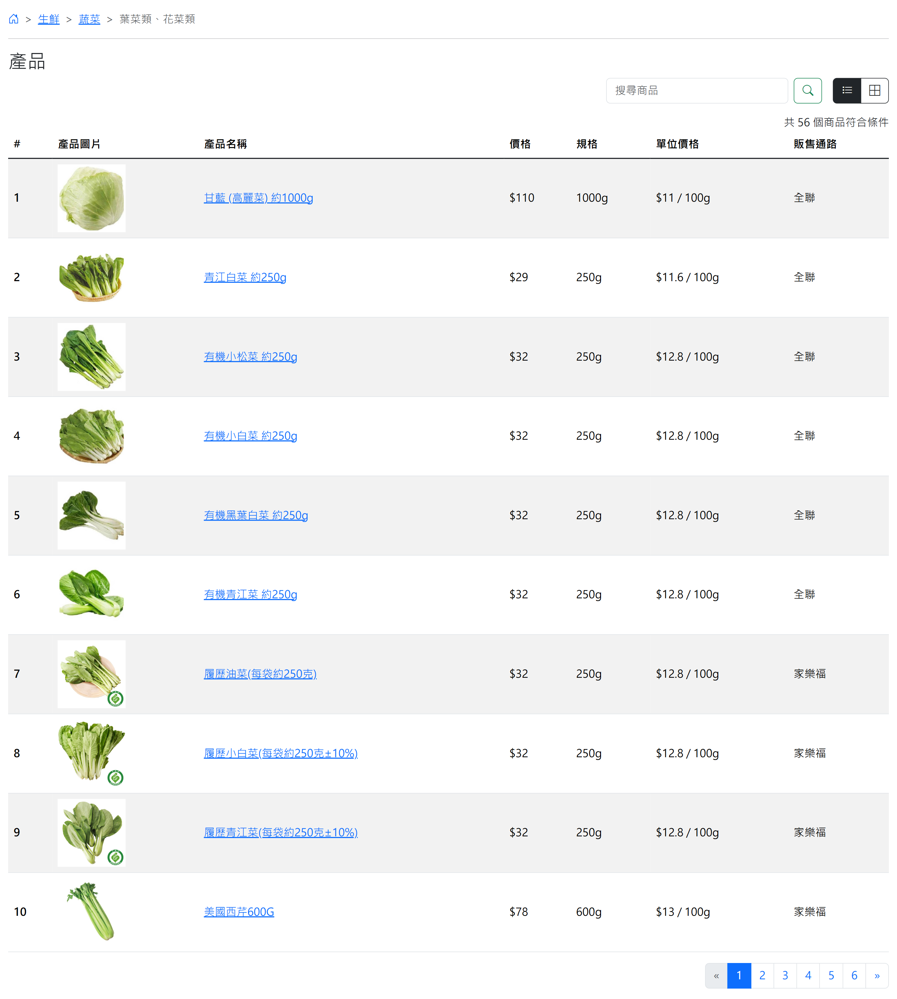 > 生鮮 > 蔬菜 > 葉菜類、花菜類
產品
搜尋商品
共 56 個商品符合條件
# 產品圖片 產品名稱 價格 規格 單位價格 販售通路
1 甘藍 (高麗菜) 約1000g $110 1000g $11 / 100g 全聯
2 青江白菜 約250g $29 250g $11.6 / 100g 全聯
3 有機小松菜 約250g $32 250g $12.8 / 100g 全聯
4 有機小白菜 約250g $32 250g $12.8 / 100g 全聯
5 有機黑葉白菜 約250g $32 250g $12.8 / 100g 全聯
6 有機青江菜 約250g $32 250g $12.8 / 100g 全聯
7 履歷油菜(每袋約250克) $32 250g $12.8 / 100g 家樂福
8 履歷小白菜(每袋約250克±10%) $32 250g $12.8 / 100g 家樂福
9 履歷青江菜(每袋約250克±10%) $32 250g $12.8 / 100g 家樂福
10 美國西芹600G $78 600g $13 / 100g 家樂福
« 1 2 3 4 5 6 »